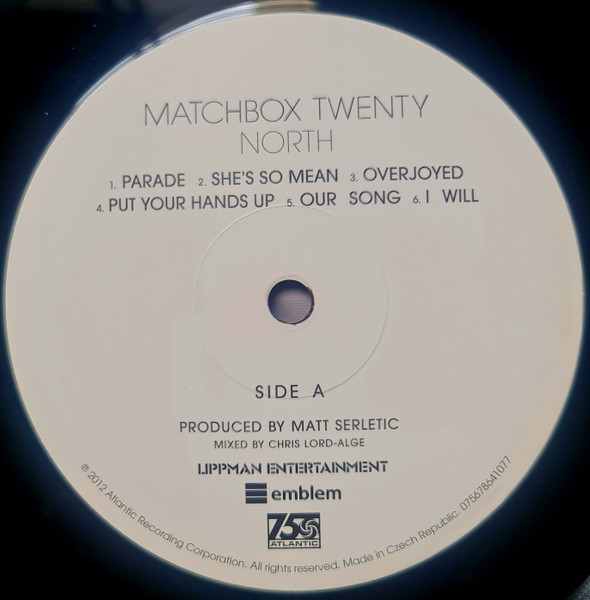 MATCHBOX TWENTY
NORTH
1. PARADE 2. SHE'S SO MEAN 3. OVERJOYED
4. PUT YOUR HANDS UP 5. OUR SONG 6. I WILL
SIDE A
PRODUCED BY MATT SERLETIC
MIXED BY CHRIS LORD-ALGE
LIPPMAN ENTERTAINMENT
emblem
75
ATLANTIC
℗ 2012 Atlantic Recording Corporation. All rights reserved. Made in Czech Republic. 075678641077